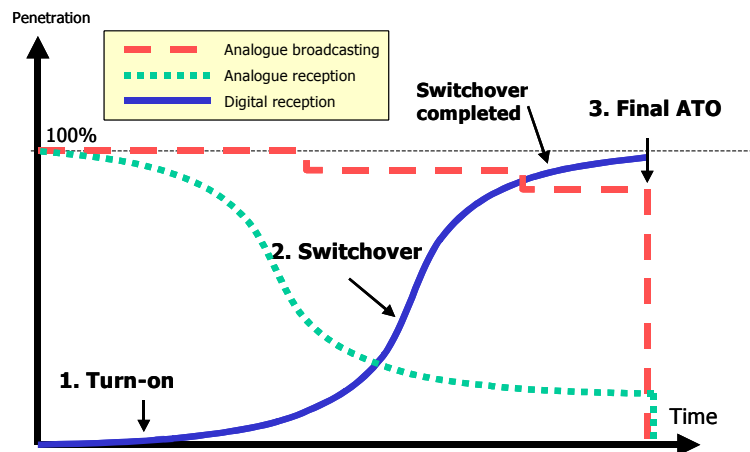 Penetration
Analogue broadcasting
Analogue reception
Digital reception
Switchover
completed
3. Final ATO
100%
2. Switchover
1. Turn-on
Time